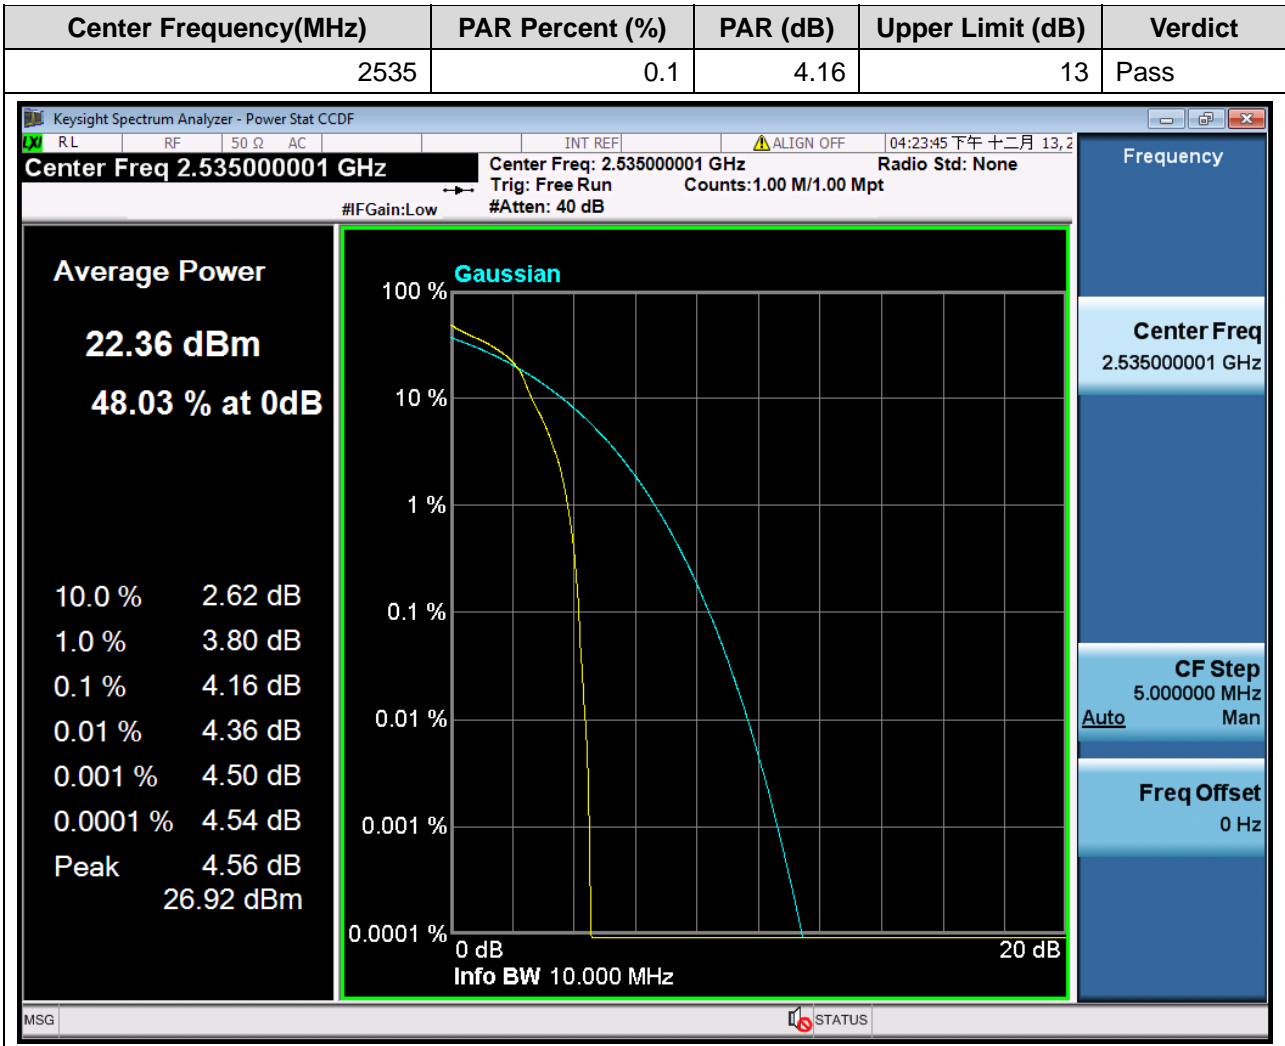 Center Frequency(MHz) PAR Percent (%) PAR (dB) Upper Limit (dB) Verdict
2535 0.1 4.16 13 Pass
Keysight Spectrum Analyzer - Power Stat CCDF
LXI RL RF 50 Ω AC INT REF ALIGN OFF 04:23:45 下午 十二月 13, 2
Center Freq 2.535000001 GHz
Center Freq: 2.535000001 GHz Radio Std: None
Trig: Free Run Counts:1.00 M/1.00 Mpt
#IFGain:Low #Atten: 40 dB
Average Power
22.36 dBm
48.03 % at 0dB
10.0 % 2.62 dB
1.0 % 3.80 dB
0.1 % 4.16 dB
0.01 % 4.36 dB
0.001 % 4.50 dB
0.0001 % 4.54 dB
Peak 4.56 dB
26.92 dBm
Gaussian
100 %
10 %
1 %
0.1 %
0.01 %
0.001 %
0.0001 %
0 dB 20 dB
Info BW 10.000 MHz
Frequency
Center Freq
2.535000001 GHz
CF Step
5.000000 MHz
Auto Man
Freq Offset
0 Hz
MSG STATUS